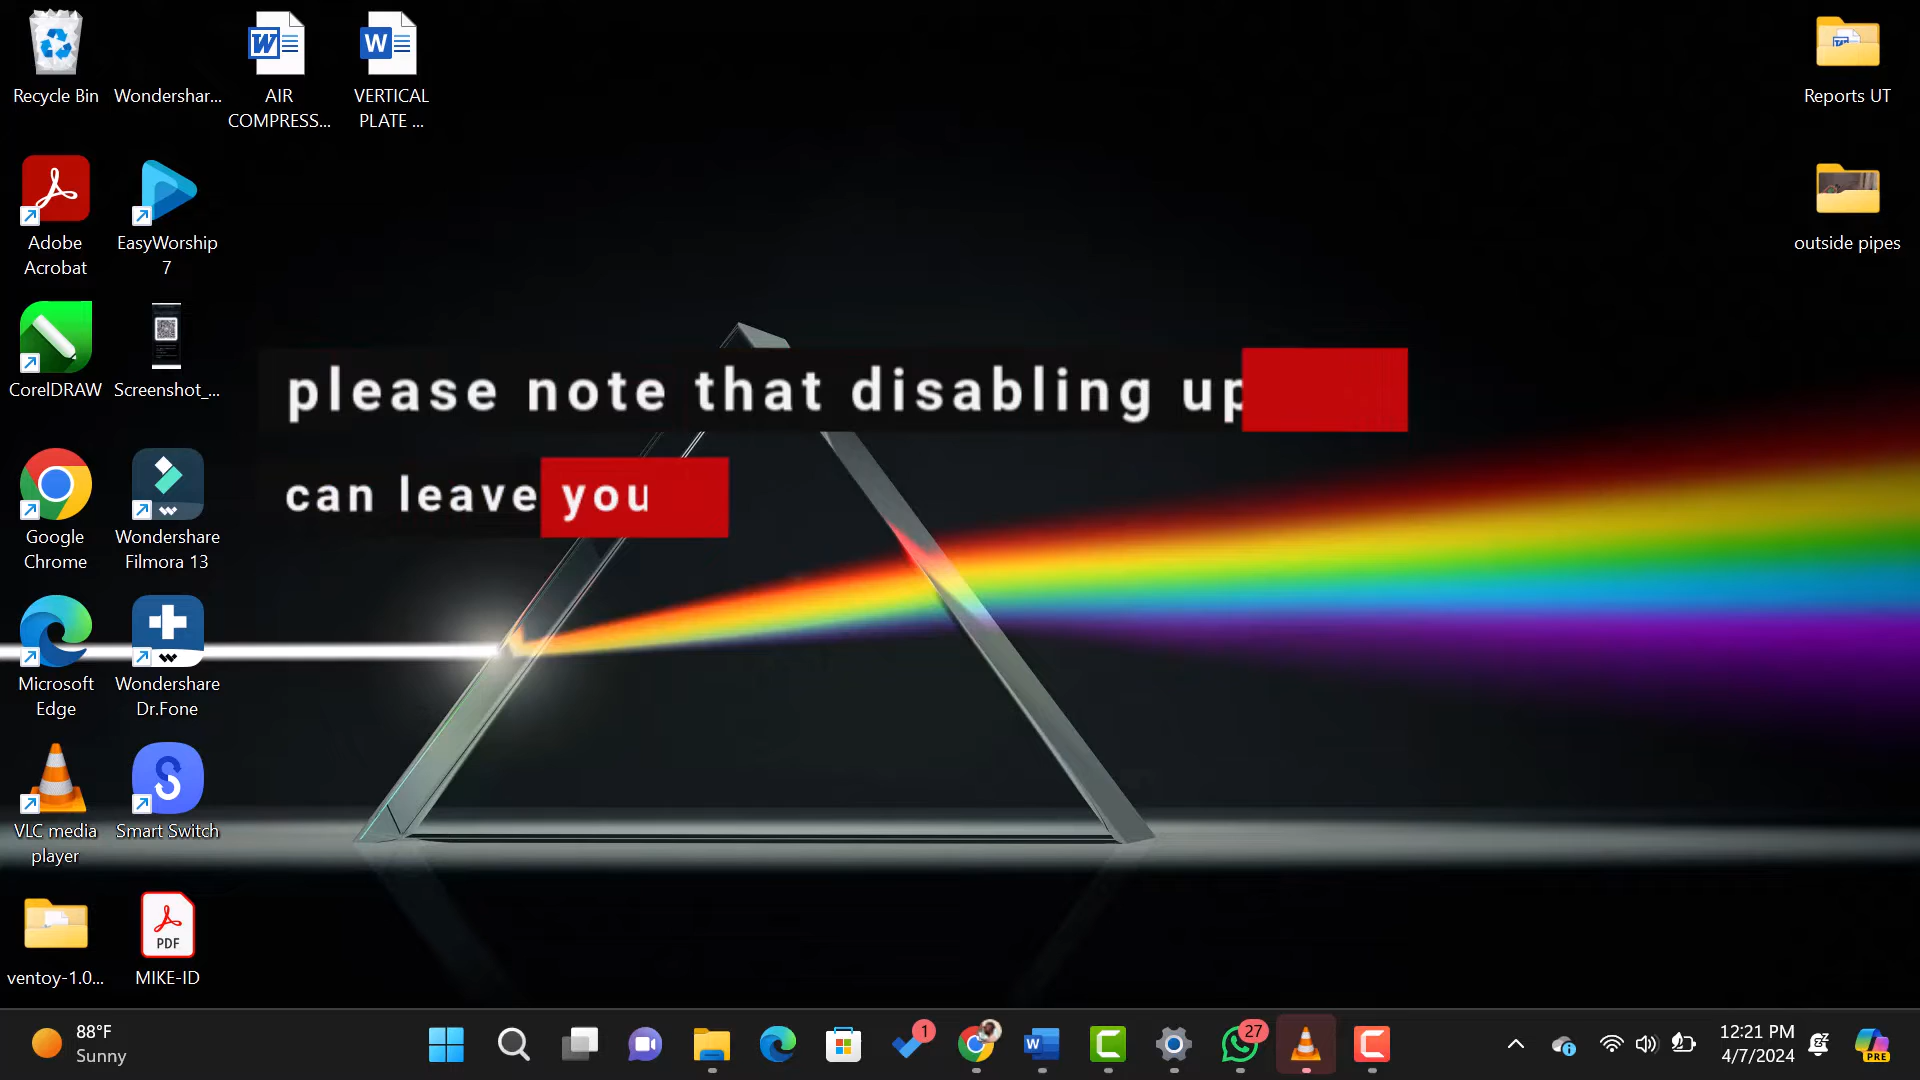 Recycle Bin
Wondershar...
AIR
COMPRESS...
VERTICAL
PLATE ...
Reports UT
Adobe
Acrobat
EasyWorship
7
outside pipes
CorelDRAW
Screenshot_...
please note that disabling up
can leave you
Google
Chrome
Wondershare
Filmora 13
Microsoft
Edge
Wondershare
Dr.Fone
VLC media
player
Smart Switch
ventoy-1.0...
PDF
MIKE-ID
88°F
Sunny
1
27
12:21 PM
4/7/2024
PRE